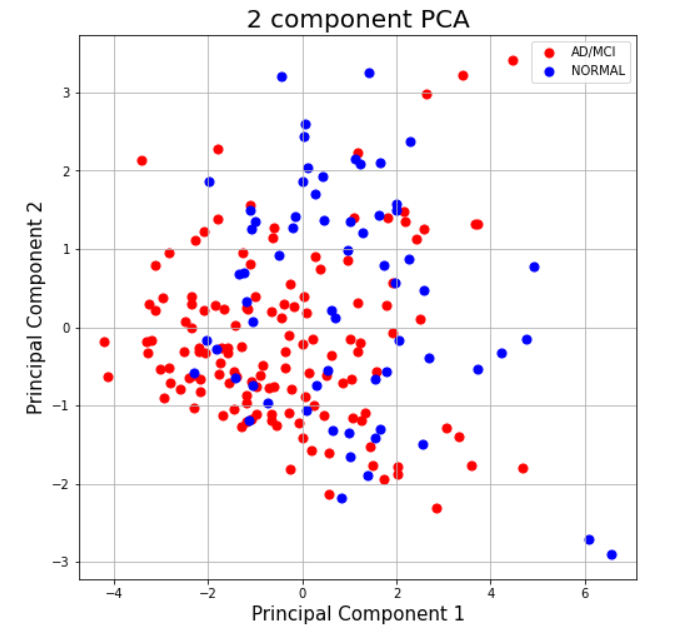 2 component PCA
AD/MCI
NORMAL
3
2
1
0
−1
−2
−3
Principal Component 2
−4
−2
0
2
4
6
Principal Component 1